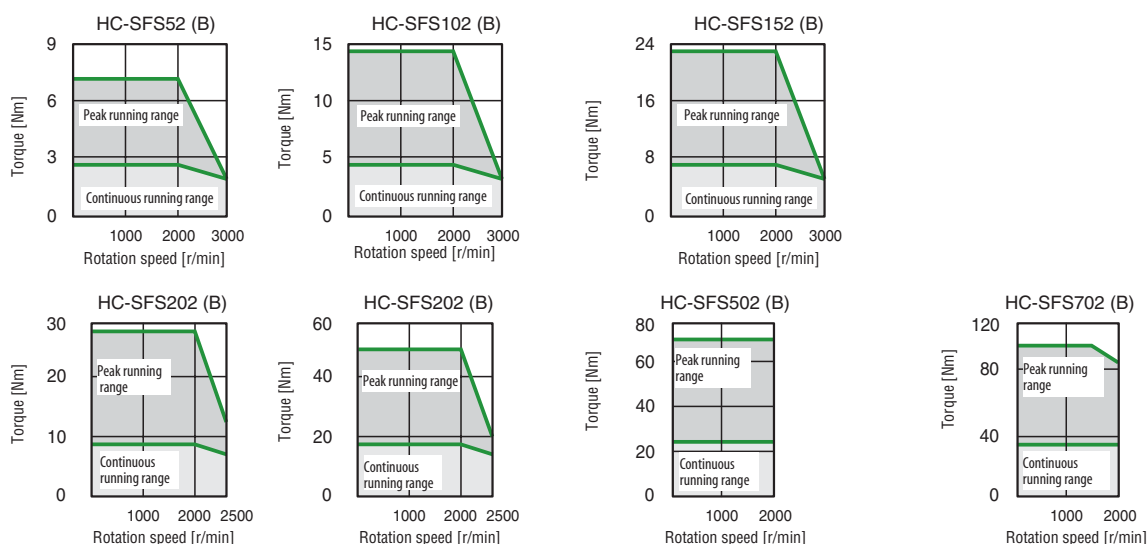 HC-SFS52 (B)
9
6
3
0
Torque [Nm]
Peak running range
Continuous running range
1000 2000 3000
Rotation speed [r/min]
HC-SFS102 (B)
15
10
5
0
Torque [Nm]
Peak running range
Continuous running range
1000 2000 3000
Rotation speed [r/min]
HC-SFS152 (B)
24
16
8
0
Torque [Nm]
Peak running range
Continuous running range
1000 2000 3000
Rotation speed [r/min]
HC-SFS202 (B)
30
20
10
0
Torque [Nm]
Peak running
range
Continuous
running range
1000 2000 2500
Rotation speed [r/min]
HC-SFS202 (B)
60
40
20
0
Torque [Nm]
Peak running range
Continuous
running range
1000 2000 2500
Rotation speed [r/min]
HC-SFS502 (B)
80
60
40
20
0
Torque [Nm]
Peak running
range
Continuous
running range
1000 2000
Rotation speed [r/min]
HC-SFS702 (B)
120
80
40
0
Torque [Nm]
Peak running
range
Continuous
running range
1000 2000
Rotation speed [r/min]